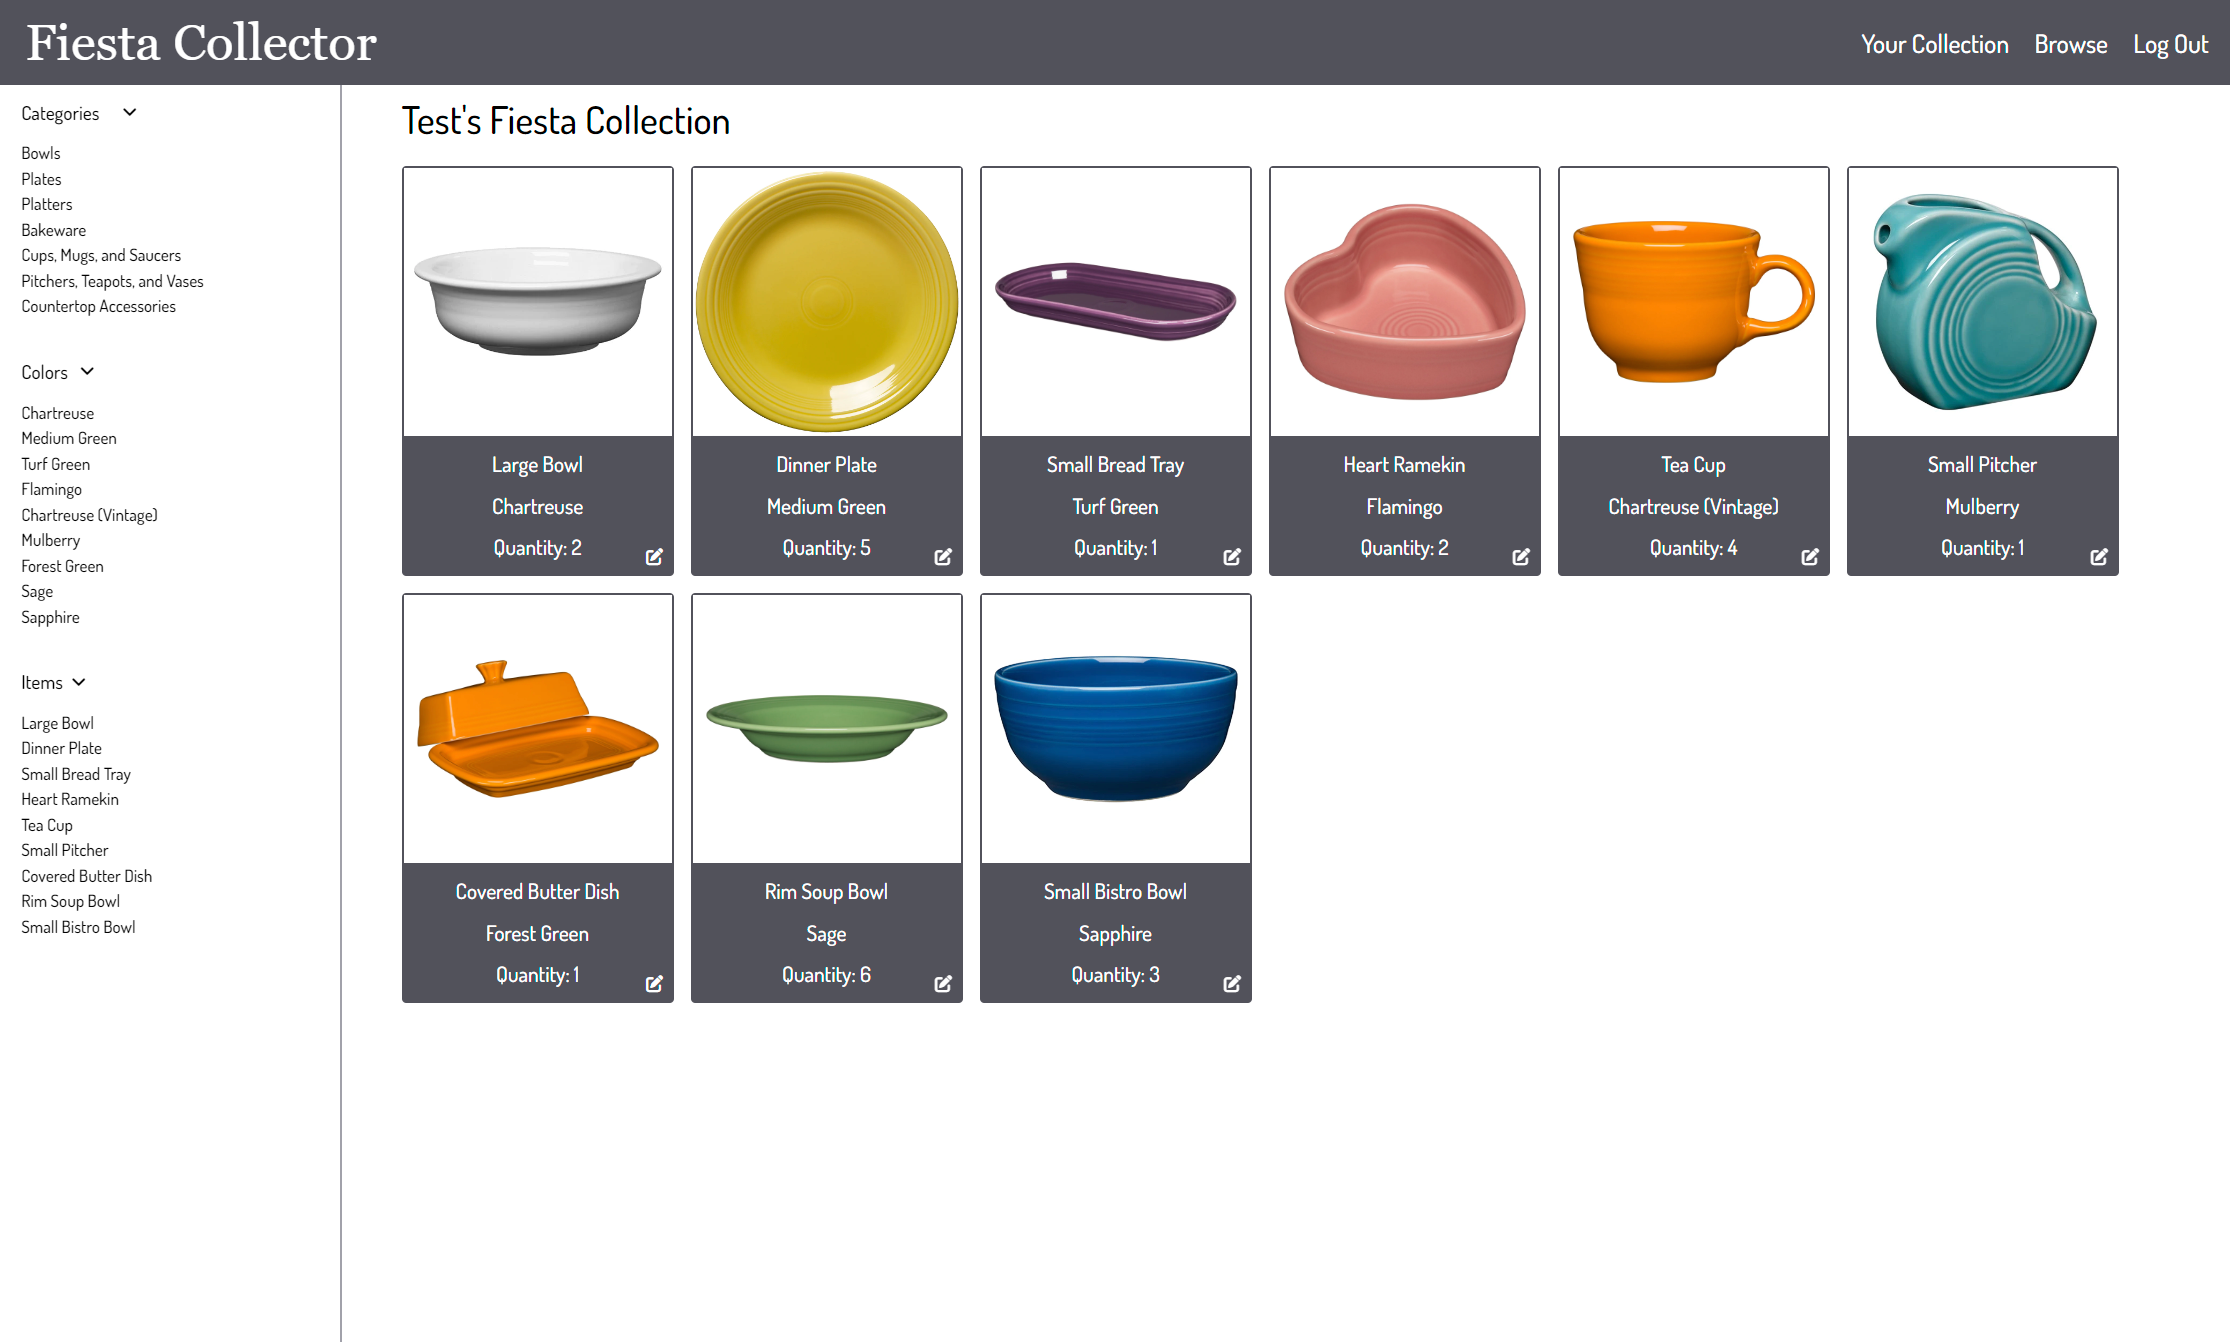 Fiesta Collector
Your Collection Browse Log Out
Categories
Bowls
Plates
Platters
Bakeware
Cups, Mugs, and Saucers
Pitchers, Teapots, and Vases
Countertop Accessories
Colors
Chartreuse
Medium Green
Turf Green
Flamingo
Chartreuse (Vintage)
Mulberry
Forest Green
Sage
Sapphire
Items
Large Bowl
Dinner Plate
Small Bread Tray
Heart Ramekin
Tea Cup
Small Pitcher
Covered Butter Dish
Rim Soup Bowl
Small Bistro Bowl
Test's Fiesta Collection
Large Bowl
Chartreuse
Quantity: 2
Dinner Plate
Medium Green
Quantity: 5
Small Bread Tray
Turf Green
Quantity: 1
Heart Ramekin
Flamingo
Quantity: 2
Tea Cup
Chartreuse (Vintage)
Quantity: 4
Small Pitcher
Mulberry
Quantity: 1
Covered Butter Dish
Forest Green
Quantity: 1
Rim Soup Bowl
Sage
Quantity: 6
Small Bistro Bowl
Sapphire
Quantity: 3